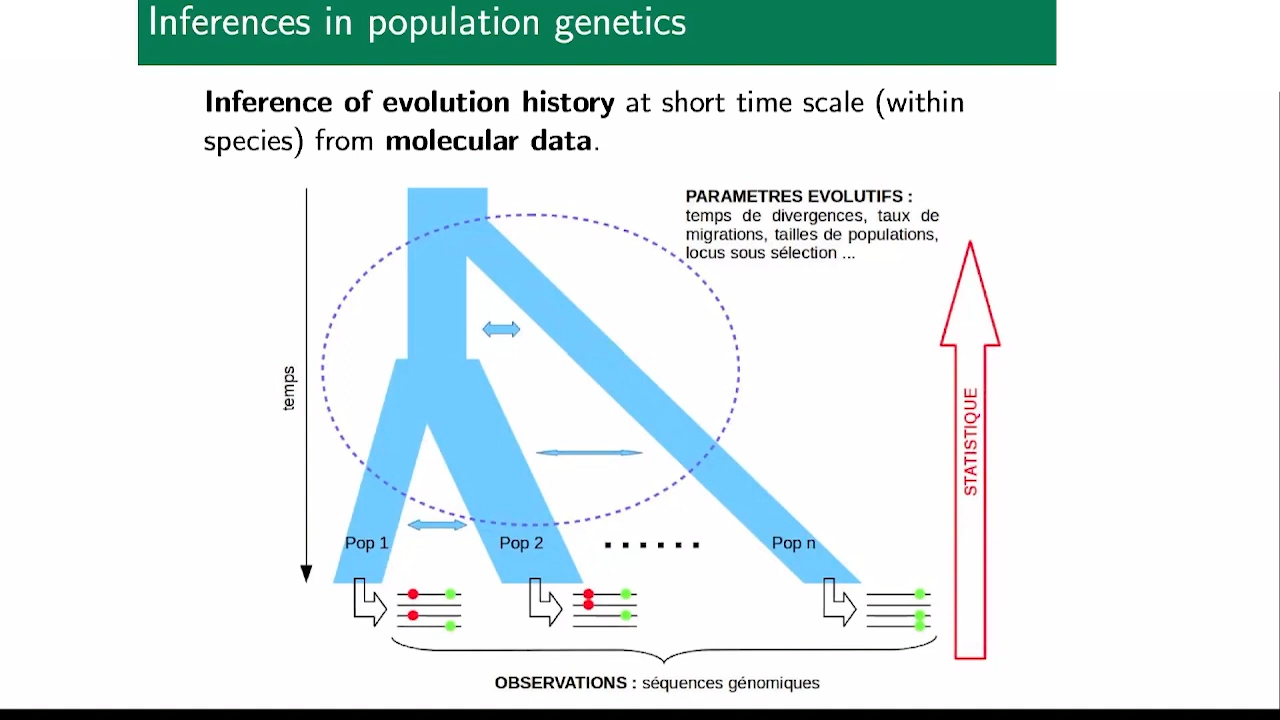 Inferences in population genetics
Inference of evolution history at short time scale (within
species) from molecular data.
PARAMETRES EVOLUTIFS :
temps de divergences, taux de
migrations, tailles de populations,
locus sous sélection ...
temps
STATISTIQUE
Pop 1
Pop 2
......
Pop n
OBSERVATIONS : séquences génomiques